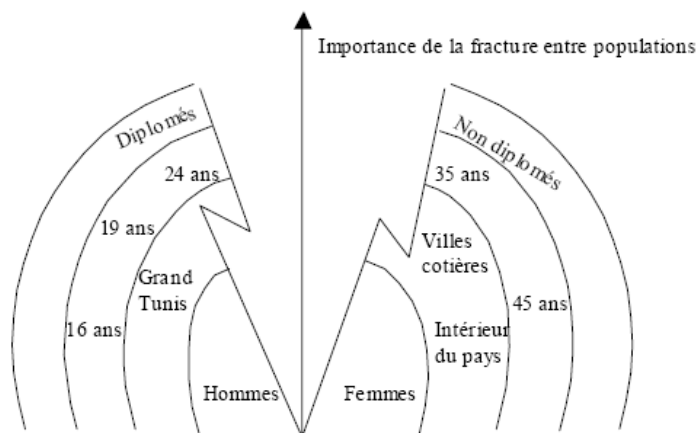 Importance de la fracture entre populations
Diplomés
Non diplomés
24 ans
35 ans
19 ans
Villes
cotières
Grand
Tunis
16 ans
45 ans
Intérieur
du pays
Hommes
Femmes